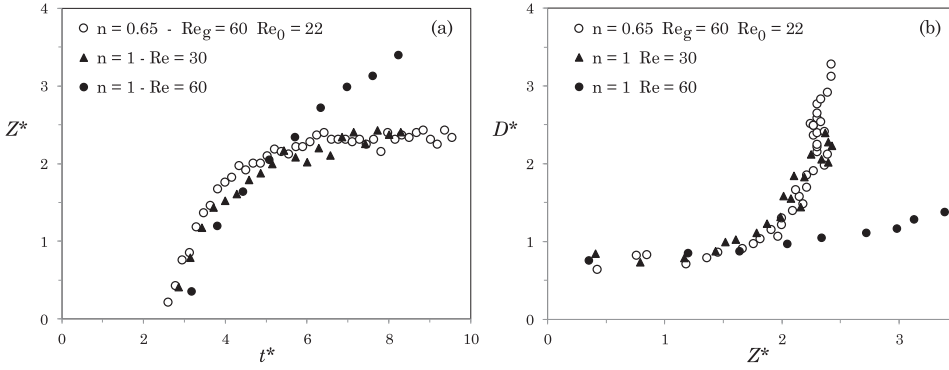 (a)
n = 0.65 - Reg = 60 Re0 = 22
n = 1 - Re = 30
n = 1 - Re = 60
Z*
4
3
2
1
0
0 2 4 6 8 10
t*
(b)
n = 0.65 Reg = 60 Re0 = 22
n = 1 Re = 30
n = 1 Re = 60
D*
4
3
2
1
0
0 1 2 3
Z*